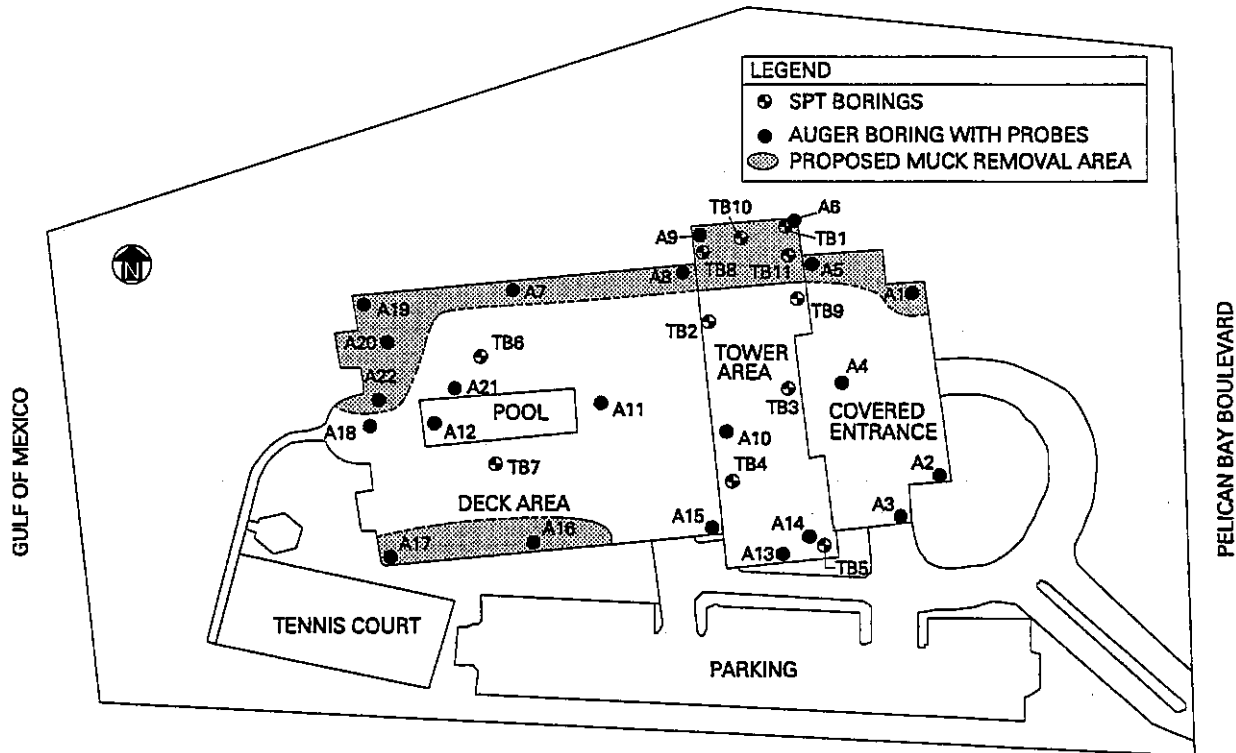 LEGEND
SPT BORINGS
AUGER BORING WITH PROBES
PROPOSED MUCK REMOVAL AREA
N
GULF OF MEXICO
PELICAN BAY BOULEVARD
TB10
A6
A9
TB1
TB8
TB11
A5
A8
A1
A7
A19
TB9
TB2
A20
TB6
TOWER
AREA
A4
A22
A21
TB3
POOL
A11
COVERED
ENTRANCE
A18
A12
A10
TB7
TB4
A2
DECK AREA
A3
A15
A14
A16
A17
A13
TB5
TENNIS COURT
PARKING